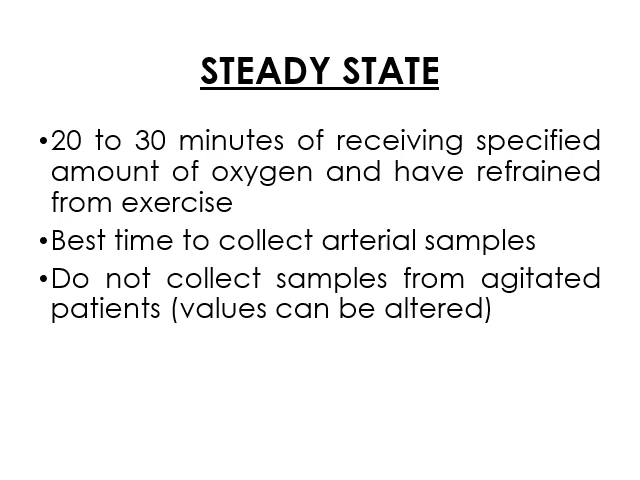 STEADY STATE
•20 to 30 minutes of receiving specified
amount of oxygen and have refrained
from exercise
•Best time to collect arterial samples
•Do not collect samples from agitated
patients (values can be altered)